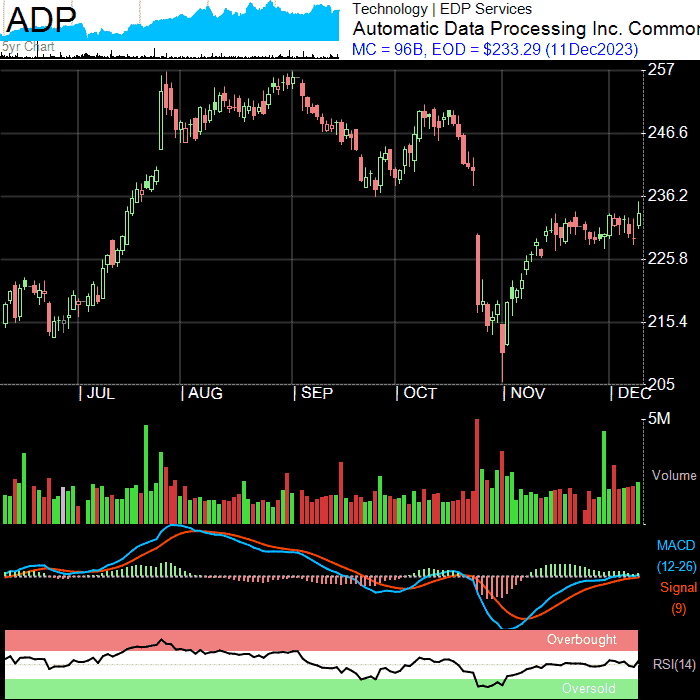 ADP
5yr Chart
Technology | EDP Services
Automatic Data Processing Inc. Common
MC = 96B, EOD = $233.29 (11Dec2023)
257
246.6
236.2
225.8
215.4
205
| JUL | AUG | SEP | OCT | NOV | DEC
5M
Volume
MACD
(12-26)
Signal
(9)
Overbought
RSI(14)
Oversold